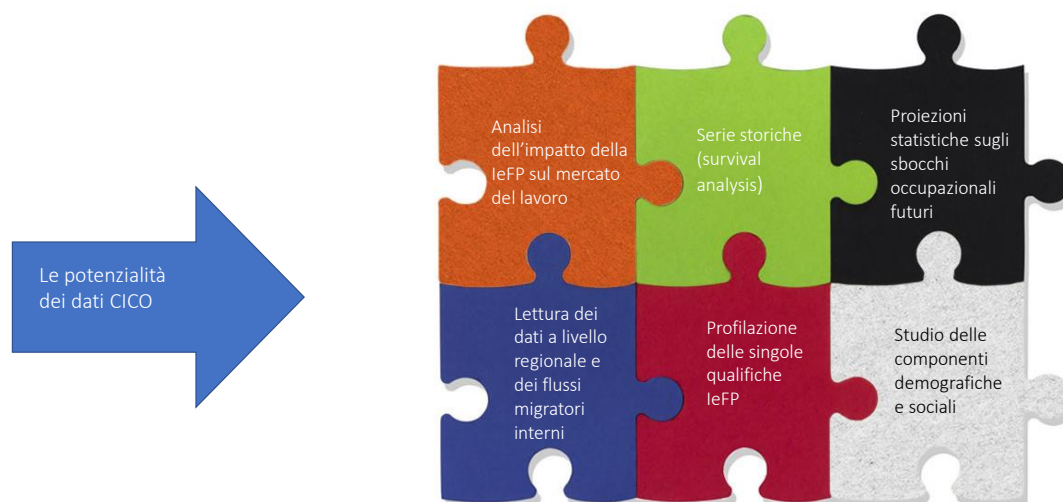 Le potenzialità
dei dati CICO
Analisi
dell'impatto della
IeFP sul mercato
del lavoro
Serie storiche
(survival
analysis)
Proiezioni
statistiche sugli
sbocchi
occupazionali
futuri
Lettura dei
dati a livello
regionale e
dei flussi
migratori
interni
Profilazione
delle singole
qualifiche
IeFP
Studio delle
componenti
demografiche
e sociali